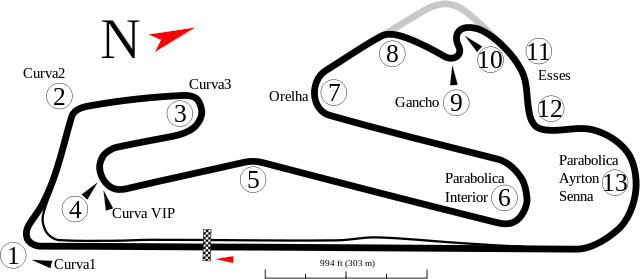 N
Curva2
2
Curva3
3
Orelha
7
8
10
11
Esses
Gancho
9
12
5
4
Curva VIP
Parabolica
Interior
6
Parabolica
Ayrton
Senna
13
1
Curva1
994 ft (303 m)